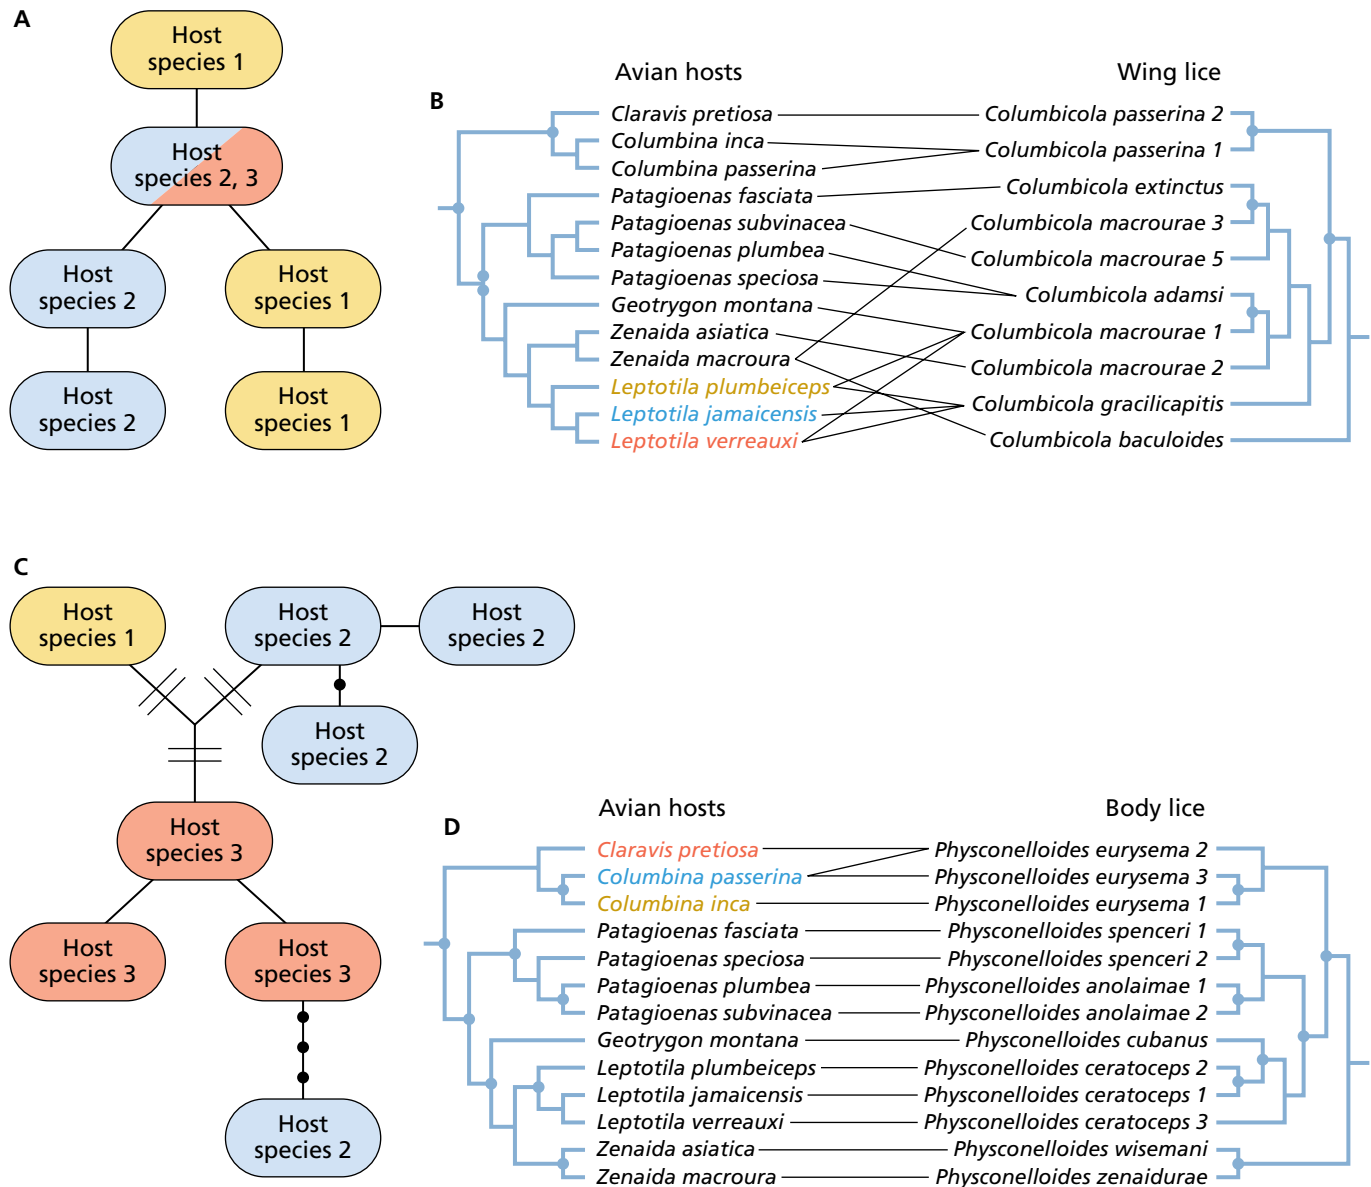 A
Host
species 1
Host
species 2, 3
Host
species 2
Host
species 1
Host
species 2
Host
species 1
B
Avian hosts
Wing lice
Claravis pretiosa
Columbina inca
Columbina passerina
Patagioenas fasciata
Patagioenas subvinacea
Patagioenas plumbea
Patagioenas speciosa
Geotrygon montana
Zenaida asiatica
Zenaida macroura
Leptotila plumbeiceps
Leptotila jamaicensis
Leptotila verreauxi
Columbicola passerina 2
Columbicola passerina 1
Columbicola extinctus
Columbicola macrourae 3
Columbicola macrourae 5
Columbicola adamsi
Columbicola macrourae 1
Columbicola macrourae 2
Columbicola gracilicapitis
Columbicola baculoides
C
Host
species 1
Host
species 2
Host
species 2
Host
species 2
Host
species 3
Host
species 3
Host
species 3
Host
species 2
D
Avian hosts
Body lice
Claravis pretiosa
Columbina passerina
Columbina inca
Patagioenas fasciata
Patagioenas speciosa
Patagioenas plumbea
Patagioenas subvinacea
Geotrygon montana
Leptotila plumbeiceps
Leptotila jamaicensis
Leptotila verreauxi
Zenaida asiatica
Zenaida macroura
Physconelloides eurysema 2
Physconelloides eurysema 3
Physconelloides eurysema 1
Physconelloides spenceri 1
Physconelloides spenceri 2
Physconelloides anolaimae 1
Physconelloides anolaimae 2
Physconelloides cubanus
Physconelloides ceratoceps 2
Physconelloides ceratoceps 1
Physconelloides ceratoceps 3
Physconelloides wisemani
Physconelloides zenaidurae